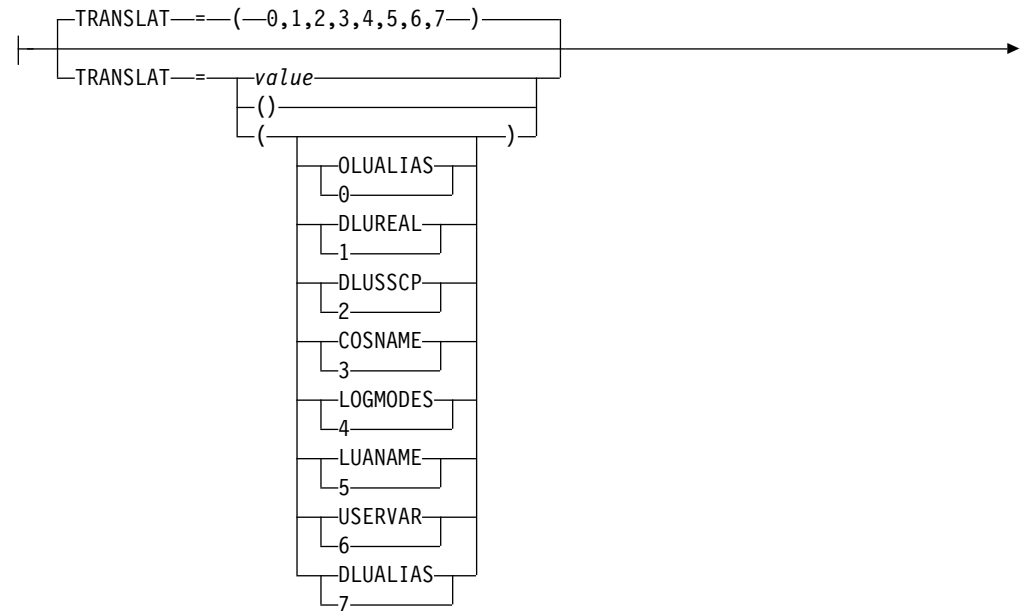 TRANSLAT = ( 0,1,2,3,4,5,6,7 )
TRANSLAT = value
()
( )
OLUALIAS
0
DLUREAL
1
DLUSSCP
2
COSNAME
3
LOGMODES
4
LUANAME
5
USERVAR
6
DLUALIAS
7